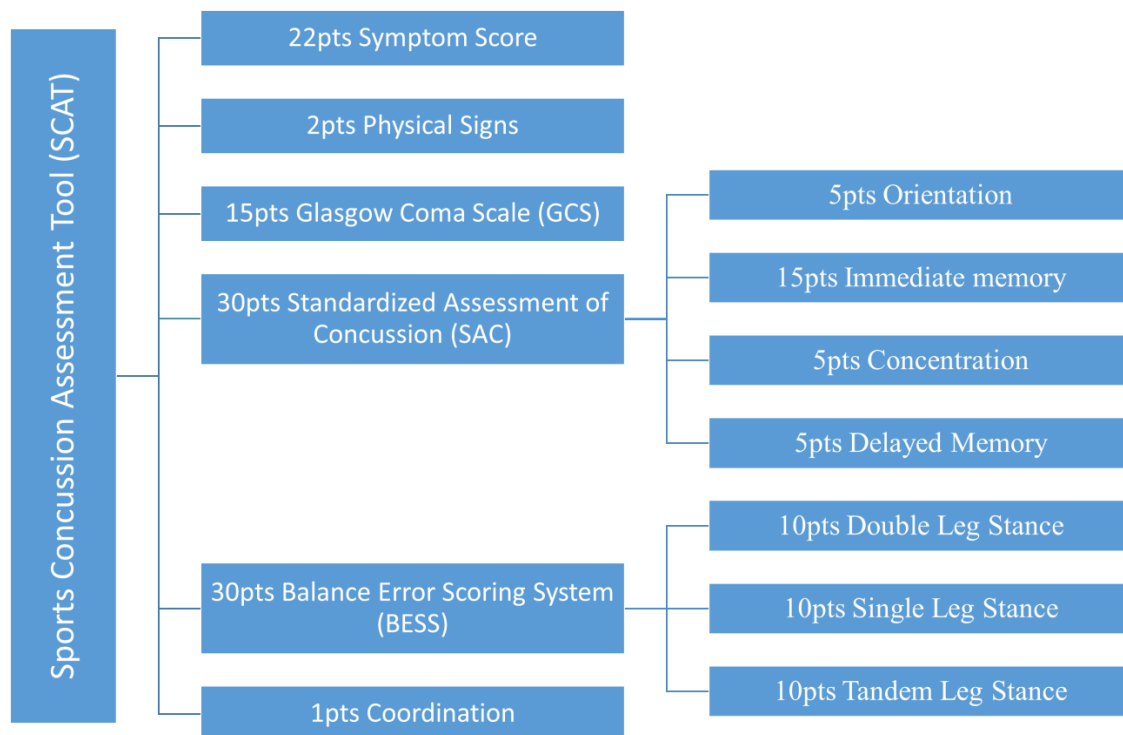 Sports Concussion Assessment Tool (SCAT)
22pts Symptom Score
2pts Physical Signs
15pts Glasgow Coma Scale (GCS)
30pts Standardized Assessment of
Concussion (SAC)
5pts Orientation
15pts Immediate memory
5pts Concentration
5pts Delayed Memory
30pts Balance Error Scoring System
(BESS)
10pts Double Leg Stance
10pts Single Leg Stance
10pts Tandem Leg Stance
1pts Coordination